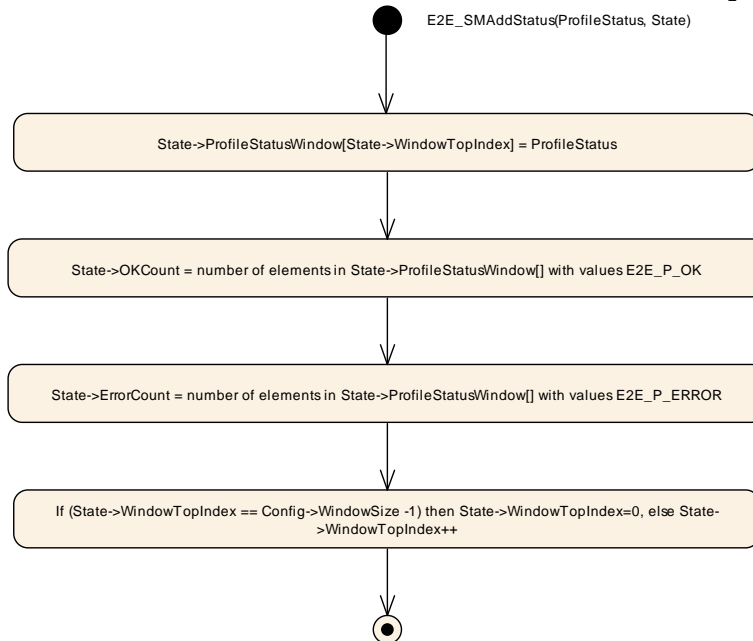 E2E_SMAddStatus(ProfileStatus, State)
State->ProfileStatusWindow[State->WindowTopIndex] = ProfileStatus
State->OKCount = number of elements in State->ProfileStatusWindow[] with values E2E_P_OK
State->ErrorCount = number of elements in State->ProfileStatusWindow[] with values E2E_P_ERROR
If (State->WindowTopIndex == Config->WindowSize -1) then State->WindowTopIndex=0, else State-
>WindowTopIndex++